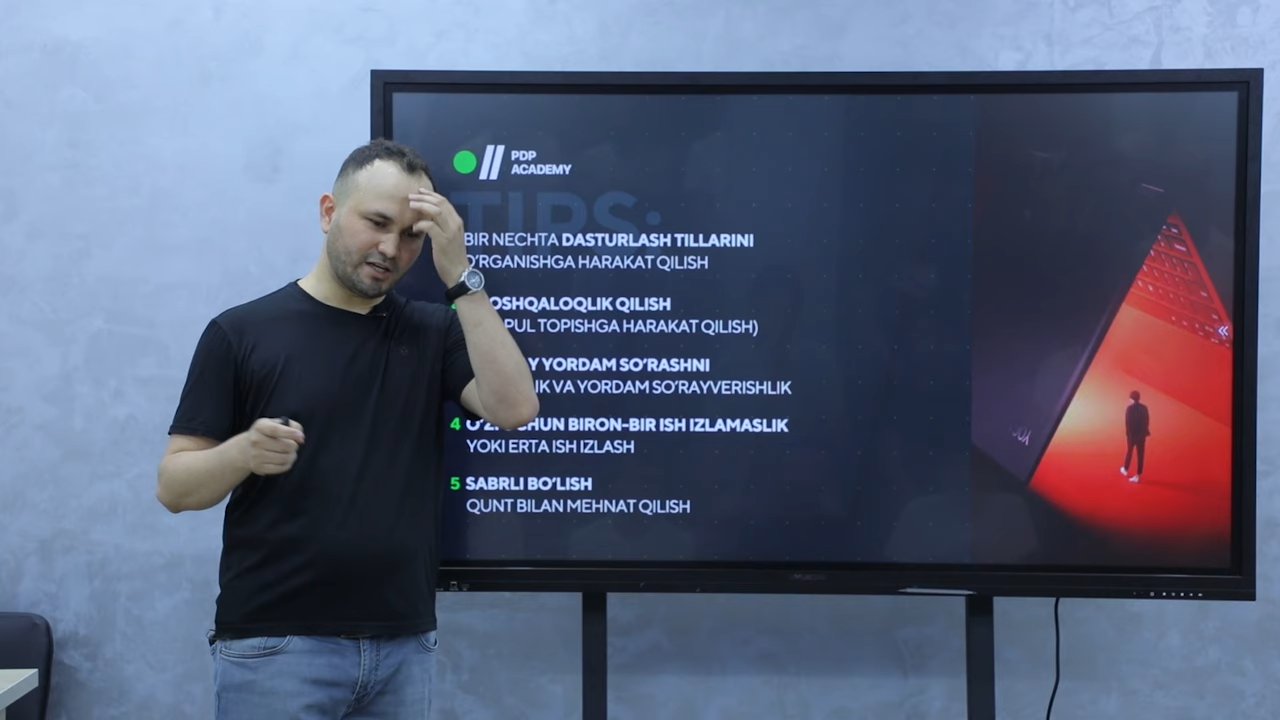 PDP
ACADEMY
TIPS:
BIR NECHTA DASTURLASH TILLARINI
O'RGANISHGA HARAKAT QILISH
QILISH
PUL TOPISHGA HARAKAT QILISH)
YORDAM SO'RASHNI
VA YORDAM SO'RAYVERISHLIK
4 BIRON-BIR ISH IZLAMASLIK
YOKI ERTA ISH IZLASH
5 SABRLI BO'LISH
QUNT BILAN MEHNAT QILISH